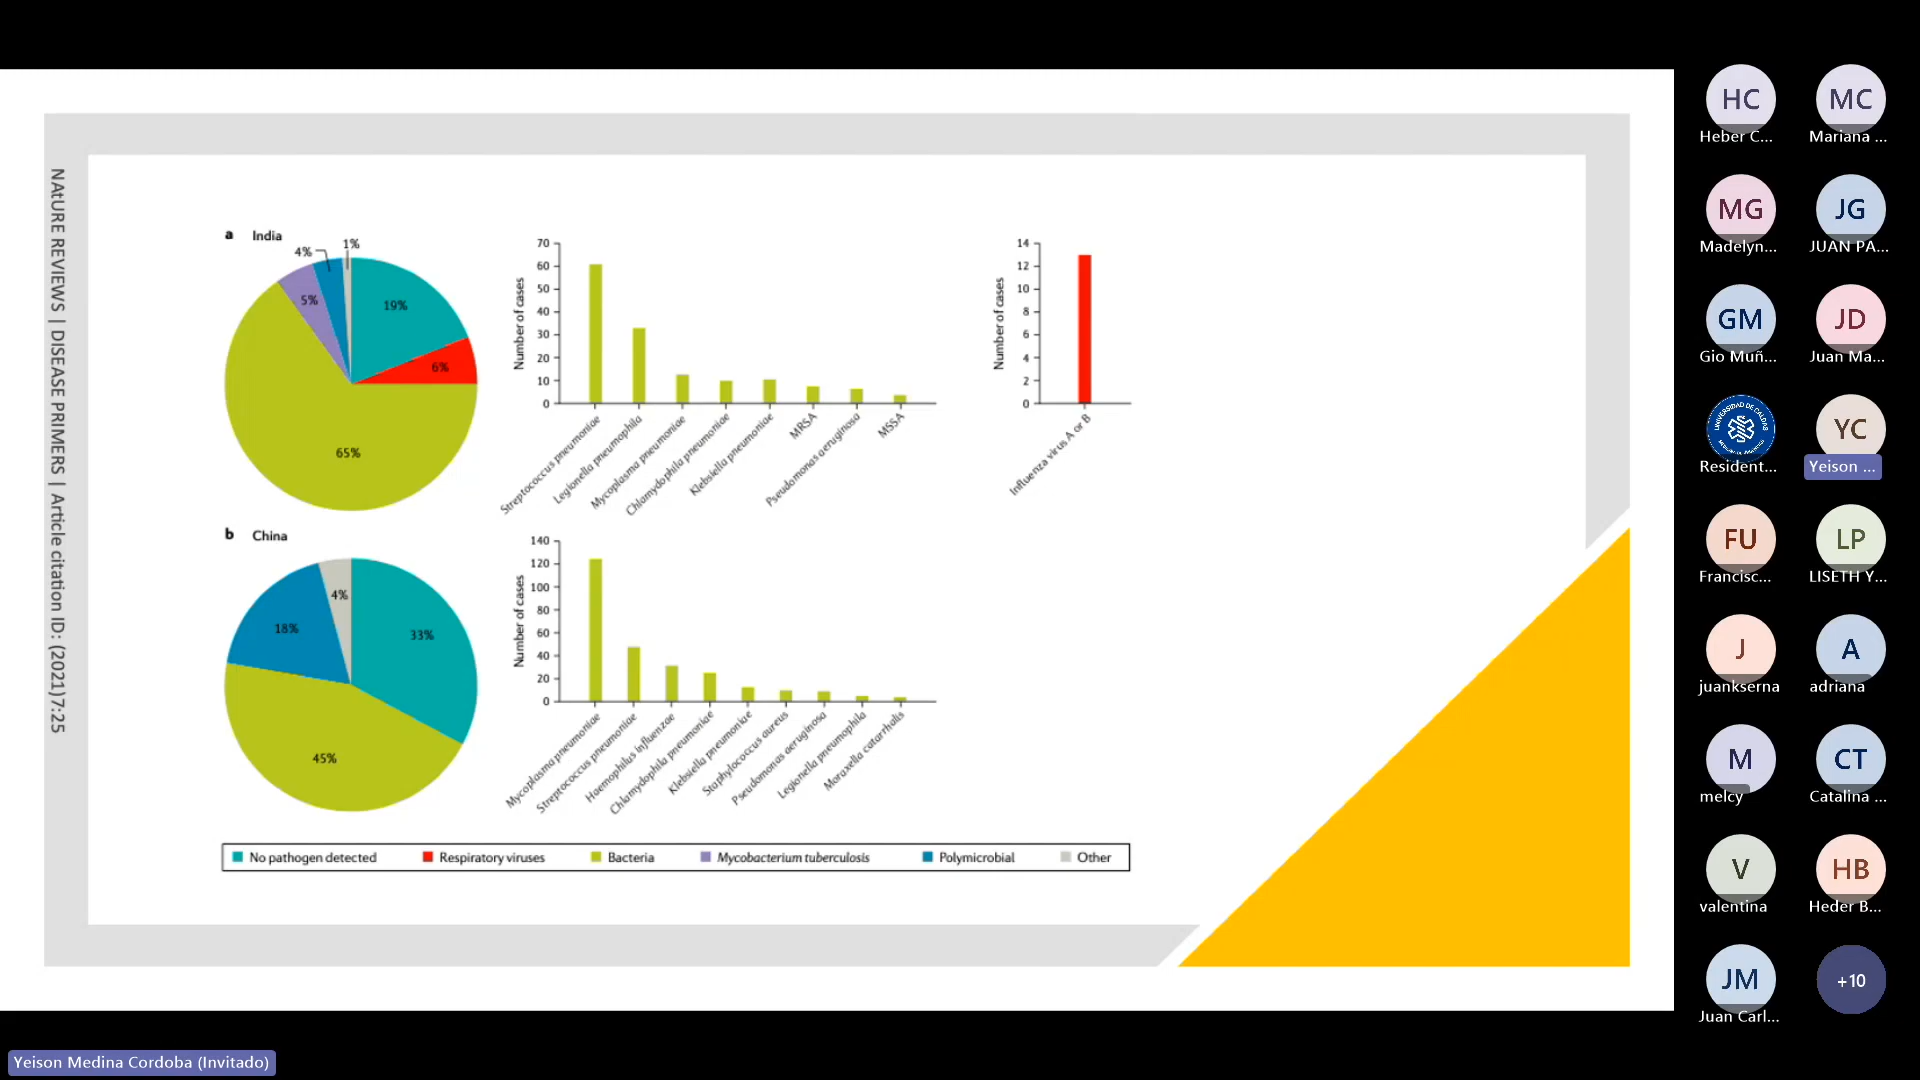 NAtURE REVIEWS | DISEASE PRIMERS | Article citation ID: (2021)7:25
a India
4%
1%
5%
19%
6%
65%
Number of cases
70
60
50
40
30
20
10
0
Streptococcus pneumoniae
Legionella pneumophila
Mycoplasma pneumoniae
Chlamydophila pneumoniae
Klebsiella pneumoniae
MRSA
Pseudomonas aeruginosa
MSSA
Number of cases
14
12
10
8
6
4
2
0
Influenza virus A or B
b China
4%
18%
33%
45%
Number of cases
140
120
100
80
60
40
20
0
Mycoplasma pneumoniae
Streptococcus pneumoniae
Haemophilus influenzae
Chlamydophila pneumoniae
Klebsiella pneumoniae
Staphylococcus aureus
Pseudomonas aeruginosa
Legionella pneumophila
Moraxella catarrhalis
No pathogen detected Respiratory viruses Bacteria Mycobacterium tuberculosis Polymicrobial Other
HC MC
Heber C... Mariana ...
MG JG
Madelyn... JUAN PA...
GM JD
Gio Muñ... Juan Ma...
UNIVERSIDAD DE CALDAS
YC
Resident... Yeison ...
FU LP
Francisc... LISETH Y...
J A
juankserna adriana
M CT
melcy Catalina ...
V HB
valentina Heder B...
JM +10
Juan Carl...
Yeison Medina Cordoba (Invitado)